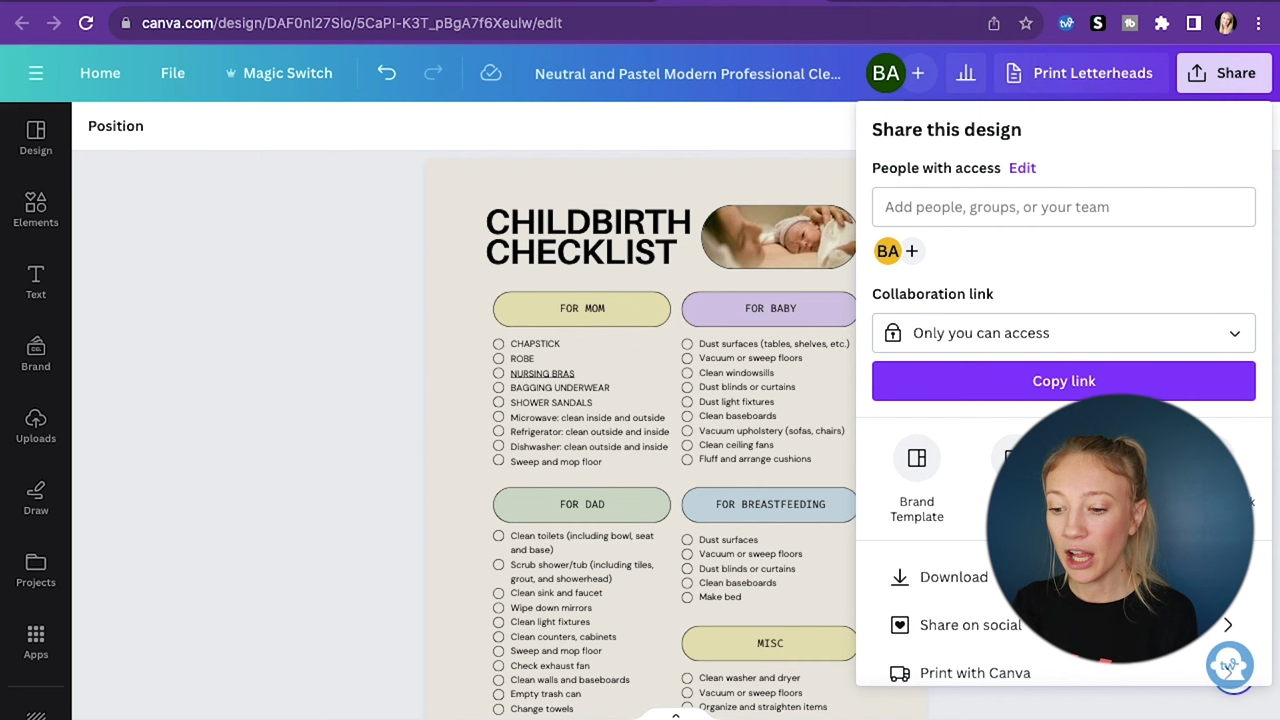 canva.com/design/DAF0nl27Slo/5CaPI-K3T_pBgA7f6Xeulw/edit
Home
File
Magic Switch
Neutral and Pastel Modern Professional Cle...
BA
Print Letterheads
Share
Design
Elements
Text
Brand
Uploads
Draw
Projects
Apps
Position
CHILDBIRTH
CHECKLIST
FOR MOM
CHAPSTICK
ROBE
NURSING BRAS
BAGGING UNDERWEAR
SHOWER SANDALS
Microwave: clean inside and outside
Refrigerator: clean outside and inside
Dishwasher: clean outside and inside
Sweep and mop floor
FOR BABY
Dust surfaces (tables, shelves, etc.)
Vacuum or sweep floors
Clean windowsills
Dust blinds or curtains
Dust light fixtures
Clean baseboards
Vacuum upholstery (sofas, chairs)
Clean ceiling fans
Fluff and arrange cushions
FOR DAD
Clean toilets (including bowl, seat
and base)
Scrub shower/tub (including tiles,
grout, and showerhead)
Clean sink and faucet
Wipe down mirrors
Clean light fixtures
Clean counters, cabinets
Sweep and mop floor
Check exhaust fan
Clean walls and baseboards
Empty trash can
Change towels
FOR BREASTFEEDING
Dust surfaces
Vacuum or sweep floors
Dust blinds or curtains
Clean baseboards
Make bed
MISC
Clean washer and dryer
Vacuum or sweep floors
Organize and straighten items
Share this design
People with access Edit
Add people, groups, or your team
BA
Collaboration link
Only you can access
Copy link
Brand
Template
Download
Share on social
Print with Canva